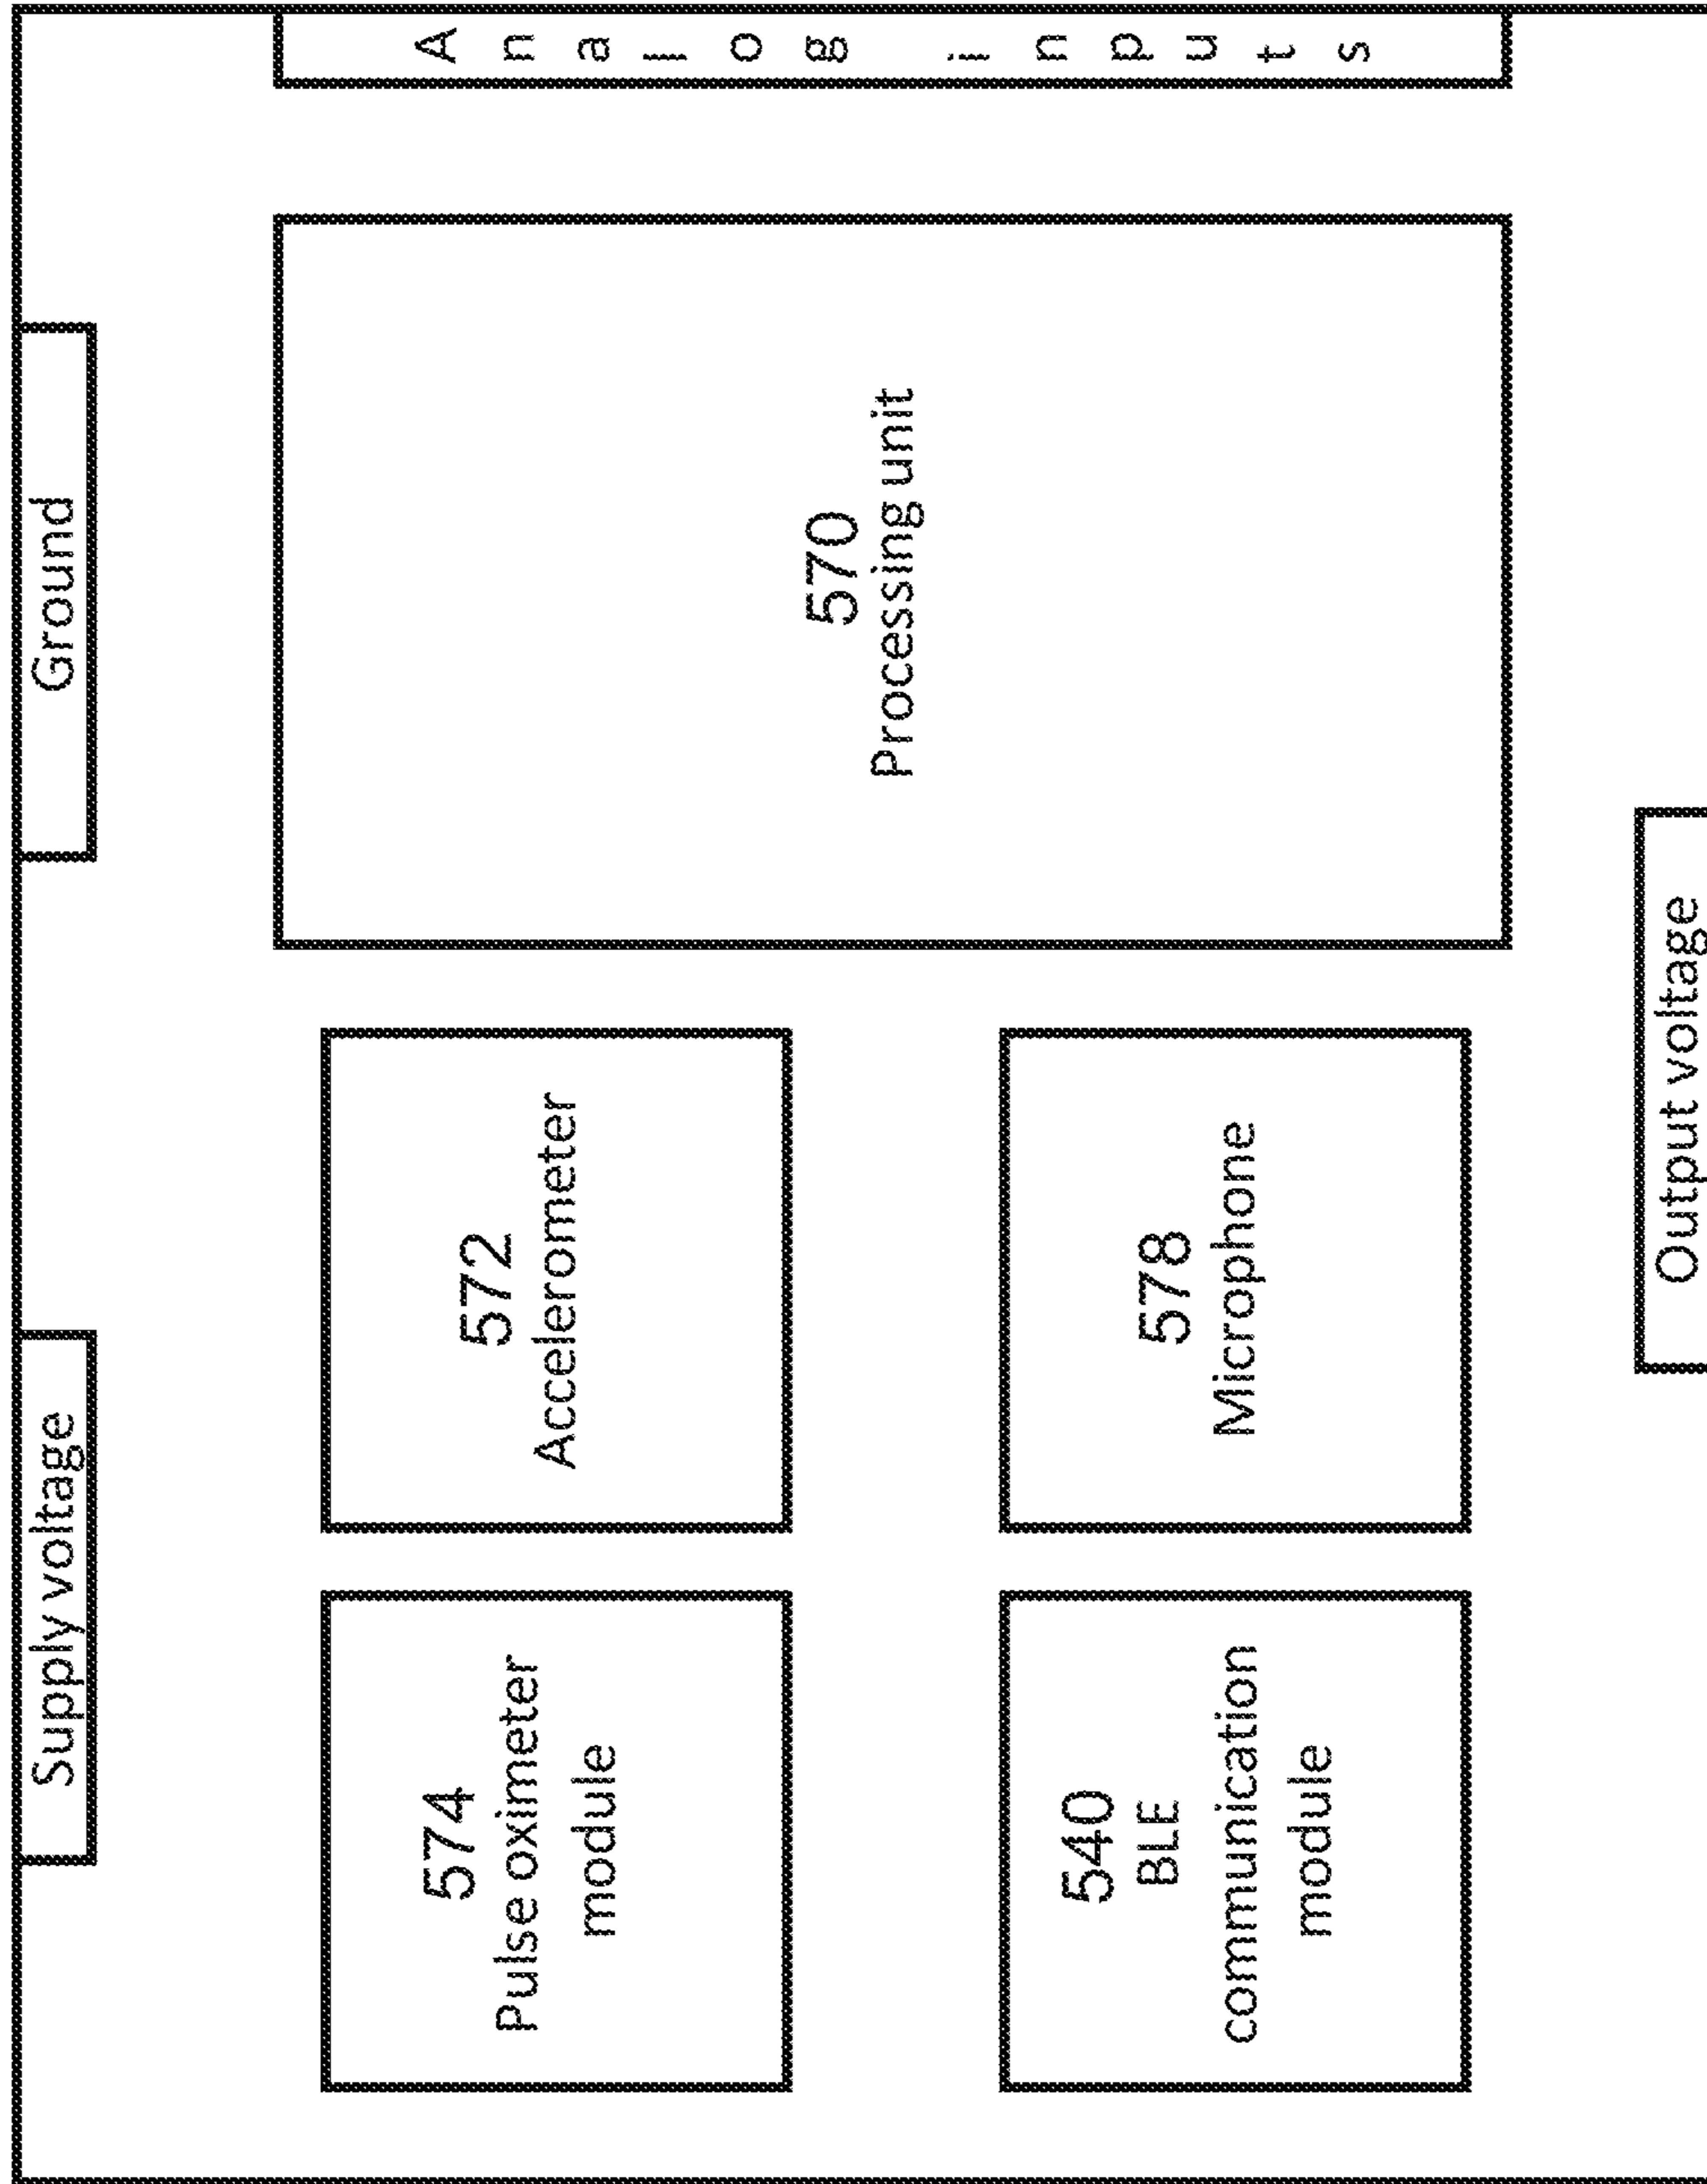 Supply voltage
Ground
574
Pulse oximeter
module
572
Accelerometer
540
BLE
communication
module
578
Microphone
570
Processing unit
Analog inputs
Output voltage